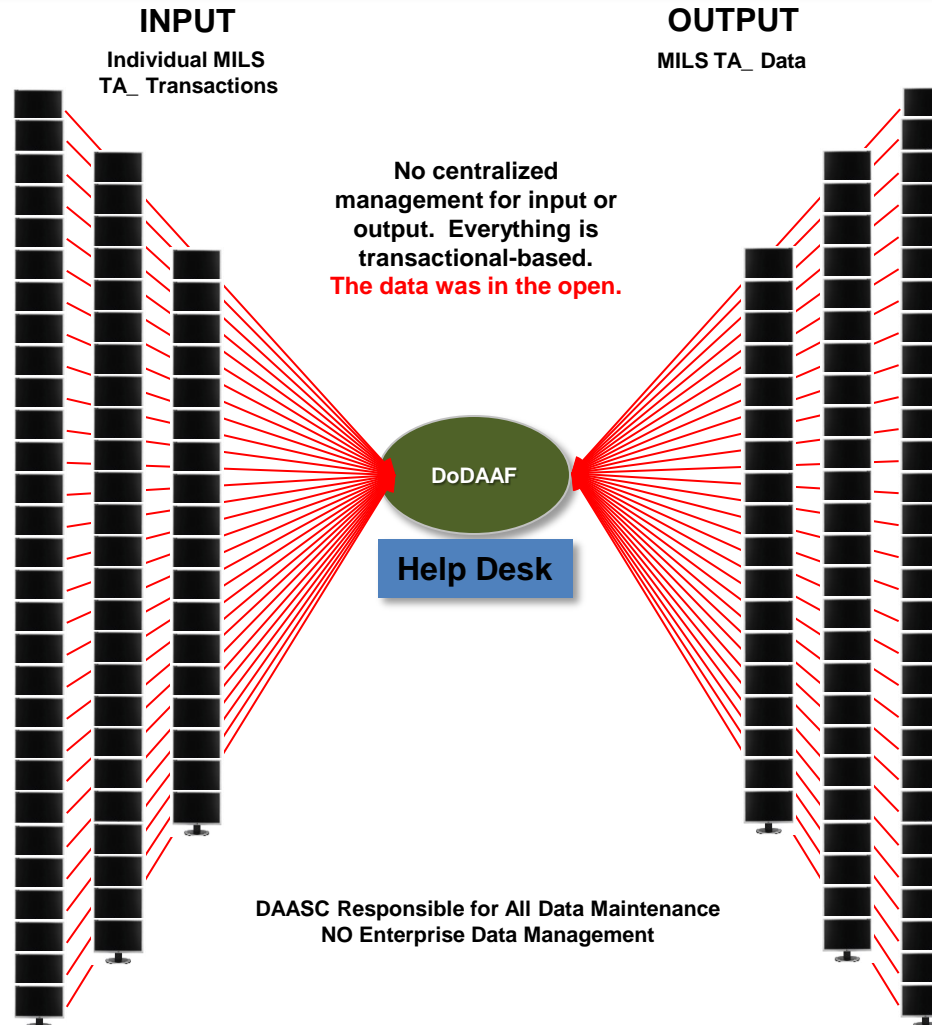 INPUT
Individual MILS
TA_ Transactions
OUTPUT
MILS TA_ Data
No centralized
management for input or
output.  Everything is
transactional-based.
The data was in the open.
DoDAAF
Help Desk
DAASC Responsible for All Data Maintenance
NO Enterprise Data Management